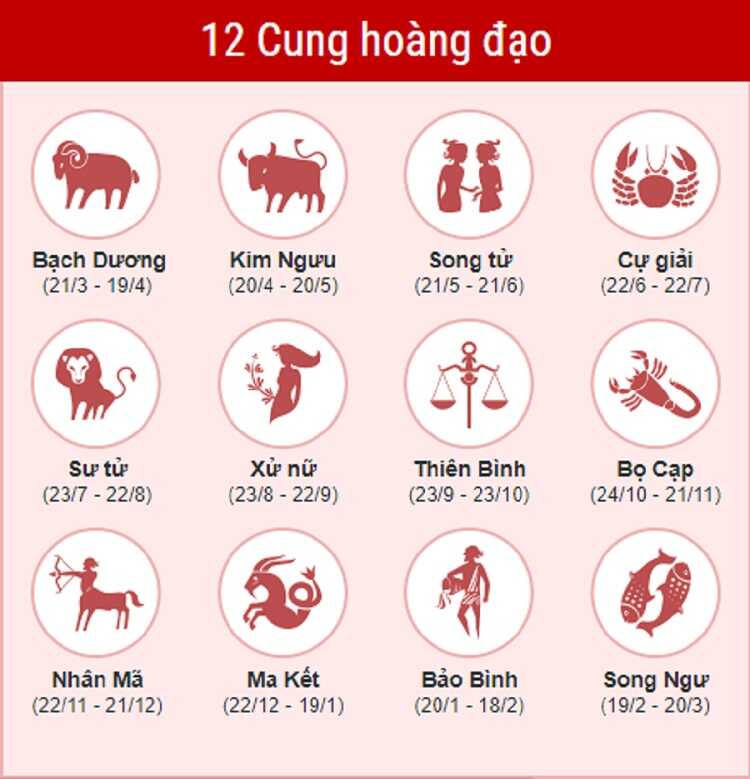 12 Cung hoàng đạo
Bạch Dương
(21/3 - 19/4)
Kim Ngưu
(20/4 - 20/5)
Song tử
(21/5 - 21/6)
Cự giải
(22/6 - 22/7)
Sư tử
(23/7 - 22/8)
Xử nữ
(23/8 - 22/9)
Thiên Bình
(23/9 - 23/10)
Bọ Cạp
(24/10 - 21/11)
Nhân Mã
(22/11 - 21/12)
Ma Kết
(22/12 - 19/1)
Bảo Bình
(20/1 - 18/2)
Song Ngư
(19/2 - 20/3)